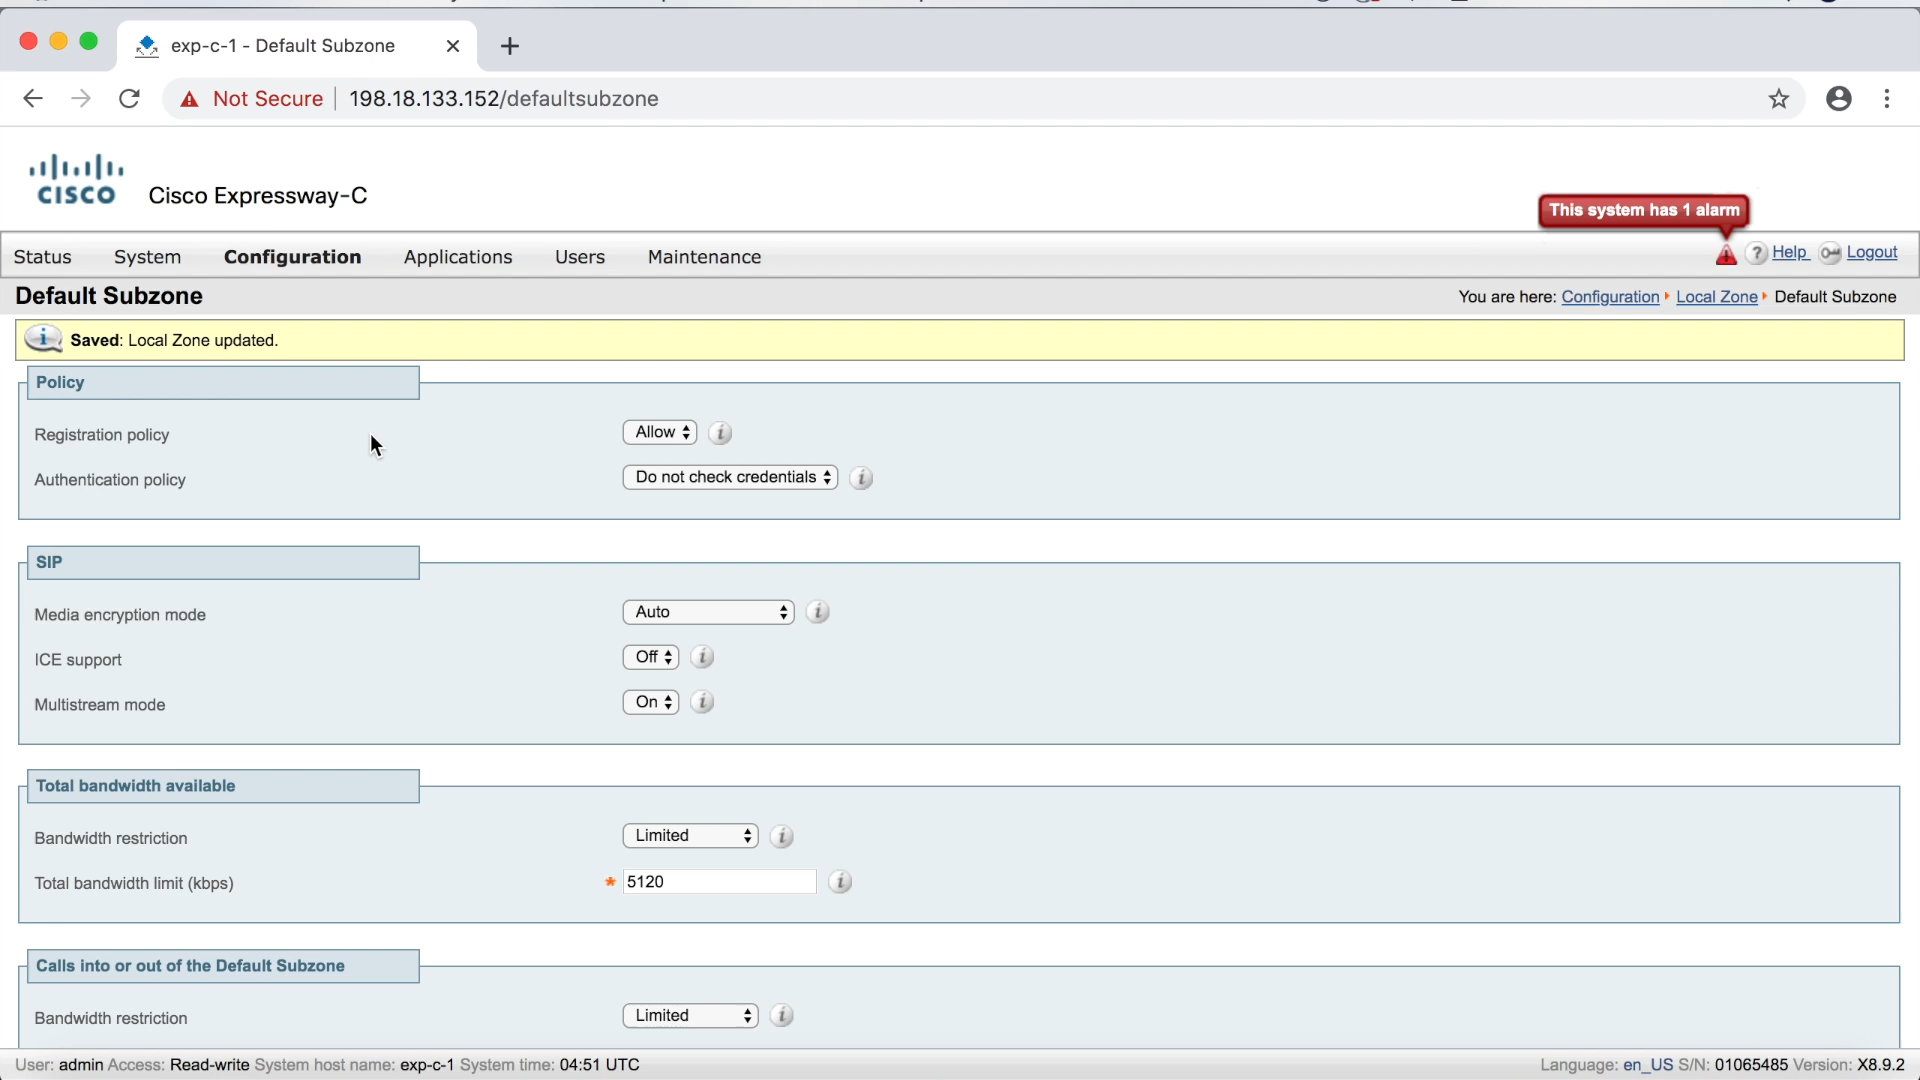 exp-c-1 - Default Subzone
Not Secure 198.18.133.152/defaultsubzone
CISCO
Cisco Expressway-C
This system has 1 alarm
Status System Configuration Applications Users Maintenance
Help Logout
Default Subzone
You are here: Configuration Local Zone Default Subzone
Saved: Local Zone updated.
Policy
Registration policy Allow
Authentication policy Do not check credentials
SIP
Media encryption mode Auto
ICE support Off
Multistream mode On
Total bandwidth available
Bandwidth restriction Limited
Total bandwidth limit (kbps) * 5120
Calls into or out of the Default Subzone
Bandwidth restriction Limited
User: admin Access: Read-write System host name: exp-c-1 System time: 04:51 UTC
Language: en_US S/N: 01065485 Version: X8.9.2